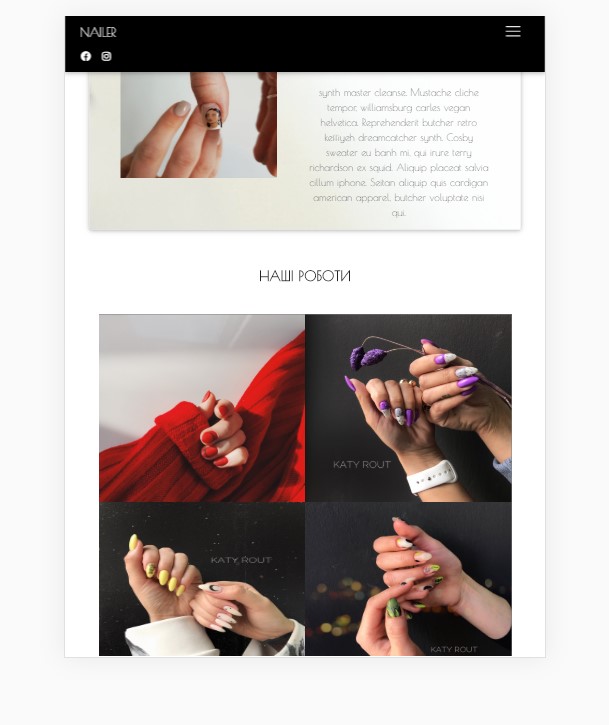 NAILER
synth master cleanse. Mustache cliche
tempor, williamsburg carles vegan
helvetica. Reprehenderit butcher retro
keffiyeh dreamcatcher synth. Cosby
sweater eu banh mi, qui irure terry
richardson ex squid. Aliquip placeat salvia
cillum iphone. Seitan aliquip quis cardigan
american apparel, butcher voluptate nisi
qui.
НАШІ РОБОТИ
KATY ROUT
KATY ROUT
KATY ROUT